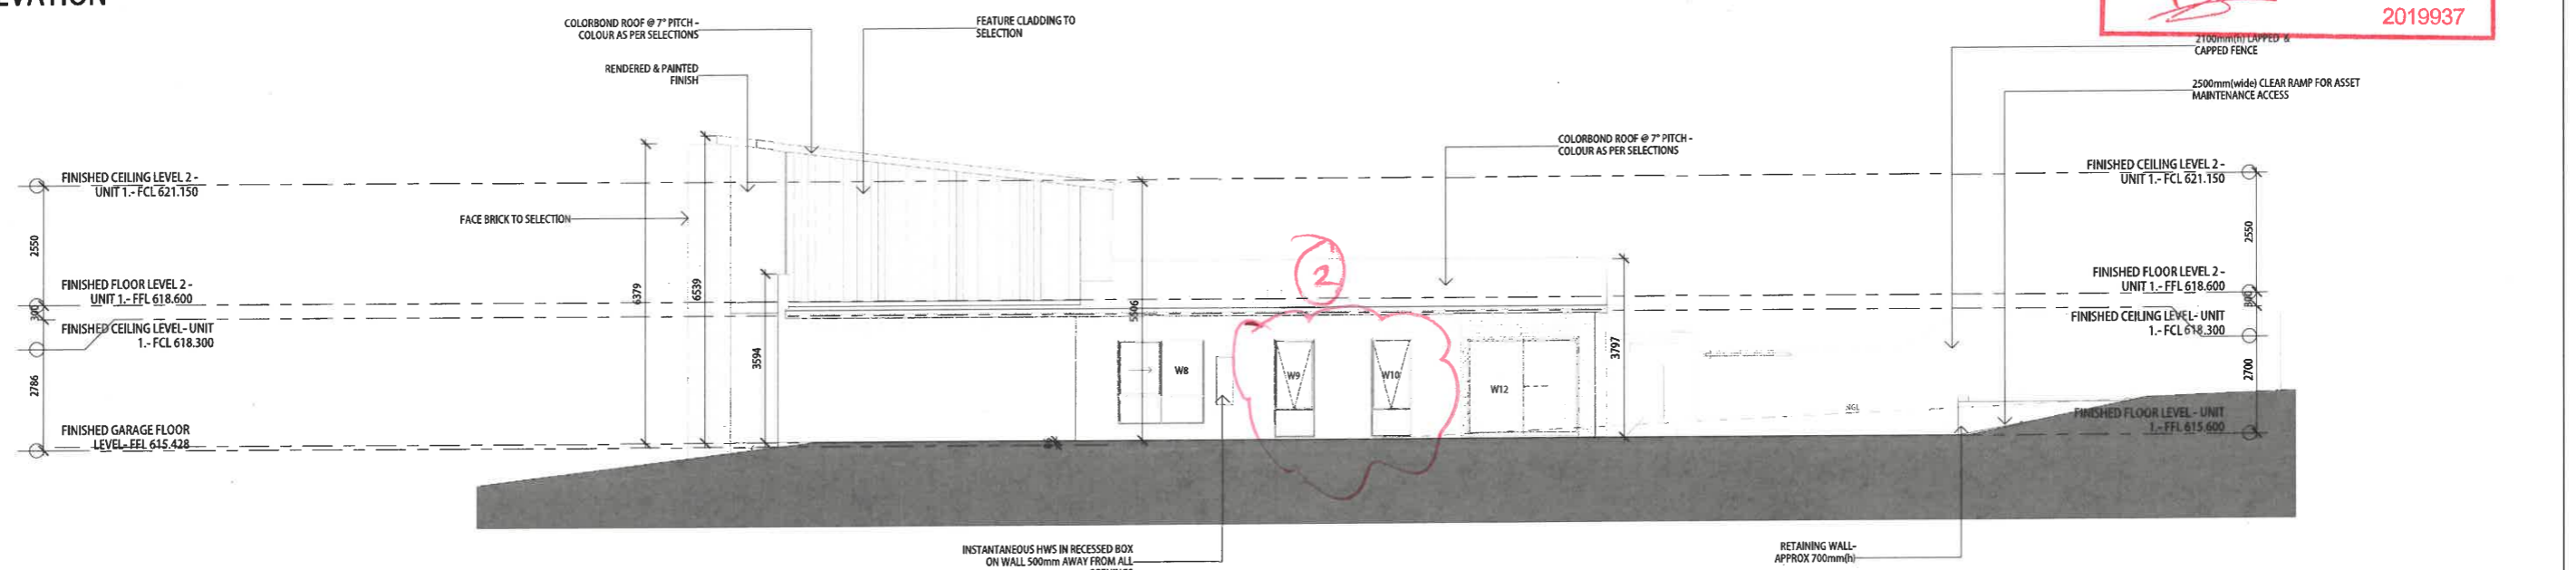 EVATION
2019937
COLORBOND ROOF @ 7° PITCH -
COLOUR AS PER SELECTIONS
FEATURE CLADDING TO
SELECTION
RENDERED & PAINTED
FINISH
2100mm(h) LAPPED &
CAPPED FENCE
2500mm(wide) CLEAR RAMP FOR ASSET
MAINTENANCE ACCESS
COLORBOND ROOF @ 7° PITCH -
COLOUR AS PER SELECTIONS
FINISHED CEILING LEVEL 2 -
UNIT 1.- FCL 621.150
FACE BRICK TO SELECTION
FINISHED CEILING LEVEL 2 -
UNIT 1.- FCL 621.150
2550
2550
FINISHED FLOOR LEVEL 2 -
UNIT 1.- FFL 618.600
FINISHED FLOOR LEVEL 2 -
UNIT 1.- FFL 618.600
2
6379
6539
5506
300
300
FINISHED CEILING LEVEL- UNIT
1.- FCL 618.300
FINISHED CEILING LEVEL- UNIT
1.- FCL 618.300
3594
3797
W8
W9
W10
W12
2786
2700
NGL
FINISHED GARAGE FLOOR
LEVEL- FFL 615.428
FINISHED FLOOR LEVEL - UNIT
1.- FFL 615.600
INSTANTANEOUS HWS IN RECESSED BOX
ON WALL 500mm AWAY FROM ALL
RETAINING WALL-
APPROX 700mm(h)